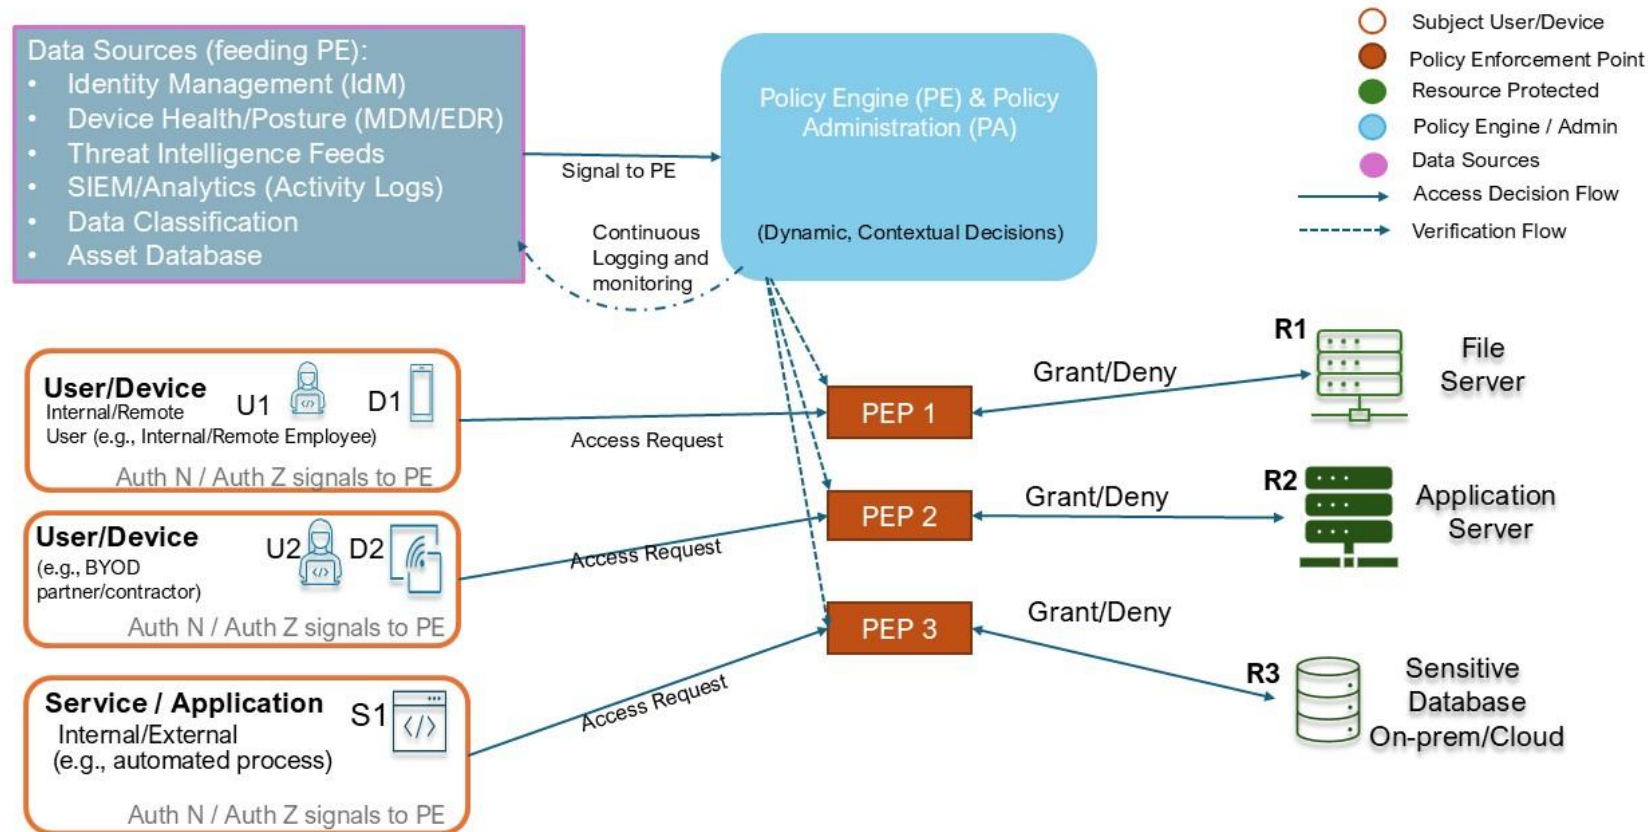 Data Sources (feeding PE):
• Identity Management (IdM)
• Device Health/Posture (MDM/EDR)
• Threat Intelligence Feeds
• SIEM/Analytics (Activity Logs)
• Data Classification
• Asset Database
Signal to PE
Continuous
Logging and
monitoring
Policy Engine (PE) & Policy
Administration (PA)
(Dynamic, Contextual Decisions)
Subject User/Device
Policy Enforcement Point
Resource Protected
Policy Engine / Admin
Data Sources
Access Decision Flow
Verification Flow
User/Device
Internal/Remote
User (e.g., Internal/Remote Employee)
U1
D1
Auth N / Auth Z signals to PE
Access Request
PEP 1
Grant/Deny
R1
File
Server
User/Device
(e.g., BYOD
partner/contractor)
U2
D2
Auth N / Auth Z signals to PE
Access Request
PEP 2
Grant/Deny
R2
Application
Server
Service / Application
Internal/External
(e.g., automated process)
S1
</>
Auth N / Auth Z signals to PE
Access Request
PEP 3
Grant/Deny
R3
Sensitive
Database
On-prem/Cloud